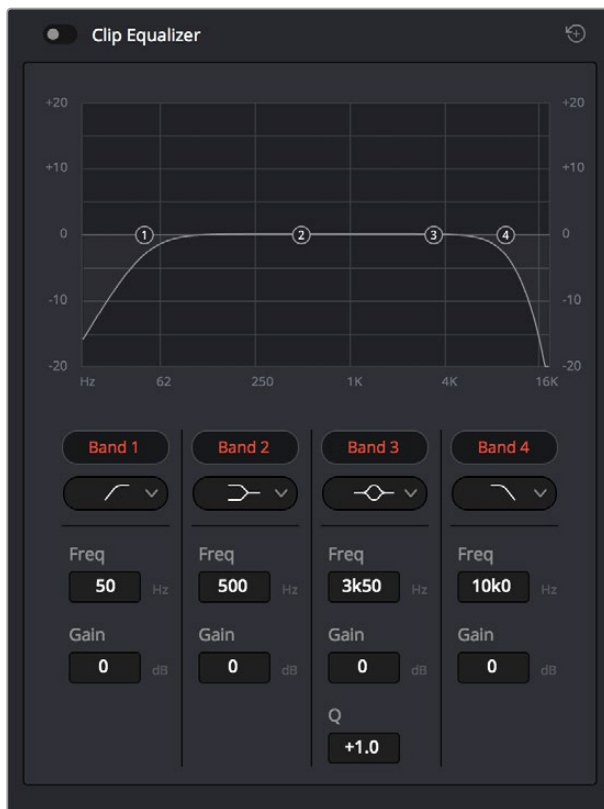 Clip Equalizer
+20 +20
+10 +10
0 1 2 3 4 0
-10 -10
-20 -20
Hz 62 250 1K 4K 16K
Band 1 Band 2 Band 3 Band 4
Freq Freq Freq Freq
50 Hz 500 Hz 3k50 Hz 10k0 Hz
Gain Gain Gain Gain
0 dB 0 dB 0 dB 0 dB
Q
+1.0